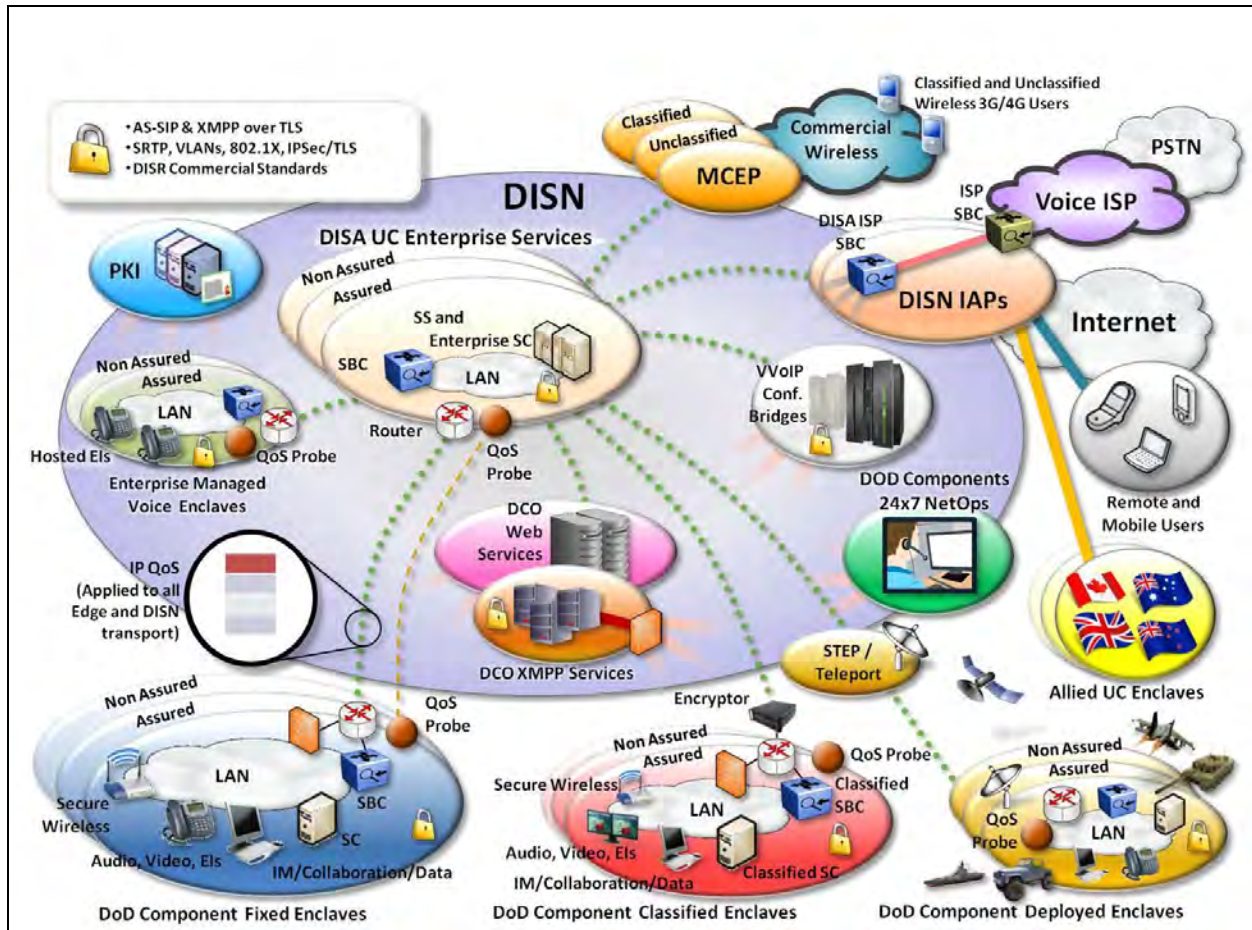 •AS-SIP & XMPP over TLS
•SRTP, VLANs, 802.1X, IPSec/TLS
•DISR Commercial Standards
Classified and Unclassified
Wireless 3G/4G Users
Classified
Unclassified
MCEP
Commercial
Wireless
PSTN
Voice ISP
ISP
SBC
DISA ISP
SBC
DISN IAPs
Internet
DISN
DISA UC Enterprise Services
Non Assured
Assured
SS and
Enterprise SC
SBC
LAN
Router
QoS
Probe
PKI
Non Assured
Assured
LAN
Hosted EIs
QoS Probe
Enterprise Managed
Voice Enclaves
VVoIP
Conf.
Bridges
DOD Components
24x7 NetOps
Remote and
Mobile Users
DCO
Web
Services
DCO XMPP Services
IP QoS
(Applied to all
Edge and DISN
transport)
STEP /
Teleport
Allied UC Enclaves
Non Assured
Assured
QoS
Probe
LAN
SBC
Secure
Wireless
SC
Audio, Video, EIs
IM/Collaboration/Data
DoD Component Fixed Enclaves
Encryptor
Non Assured
Assured
QoS Probe
Secure Wireless
Classified
SBC
LAN
Audio, Video, EIs
Classified SC
IM/Collaboration/Data
DoD Component Classified Enclaves
Non Assured
Assured
QoS
Probe
LAN
DoD Component Deployed Enclaves